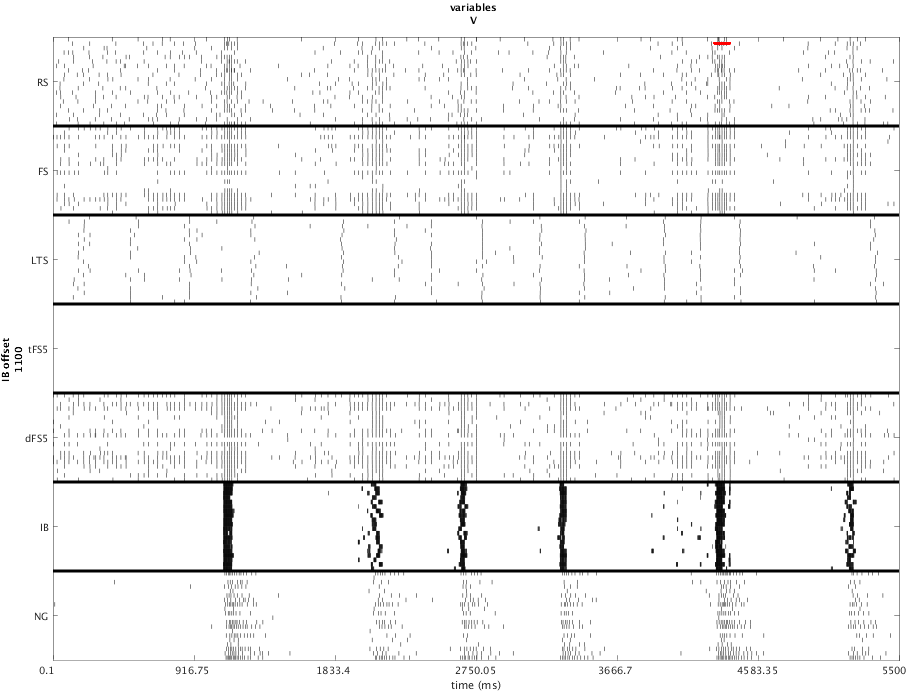 variables
V
RS
FS
LTS
tFS5
dFS5
IB
NG
IB offset
1100
0.1 916.75 1833.4 2750.05 3666.7 4583.35 5500
time (ms)